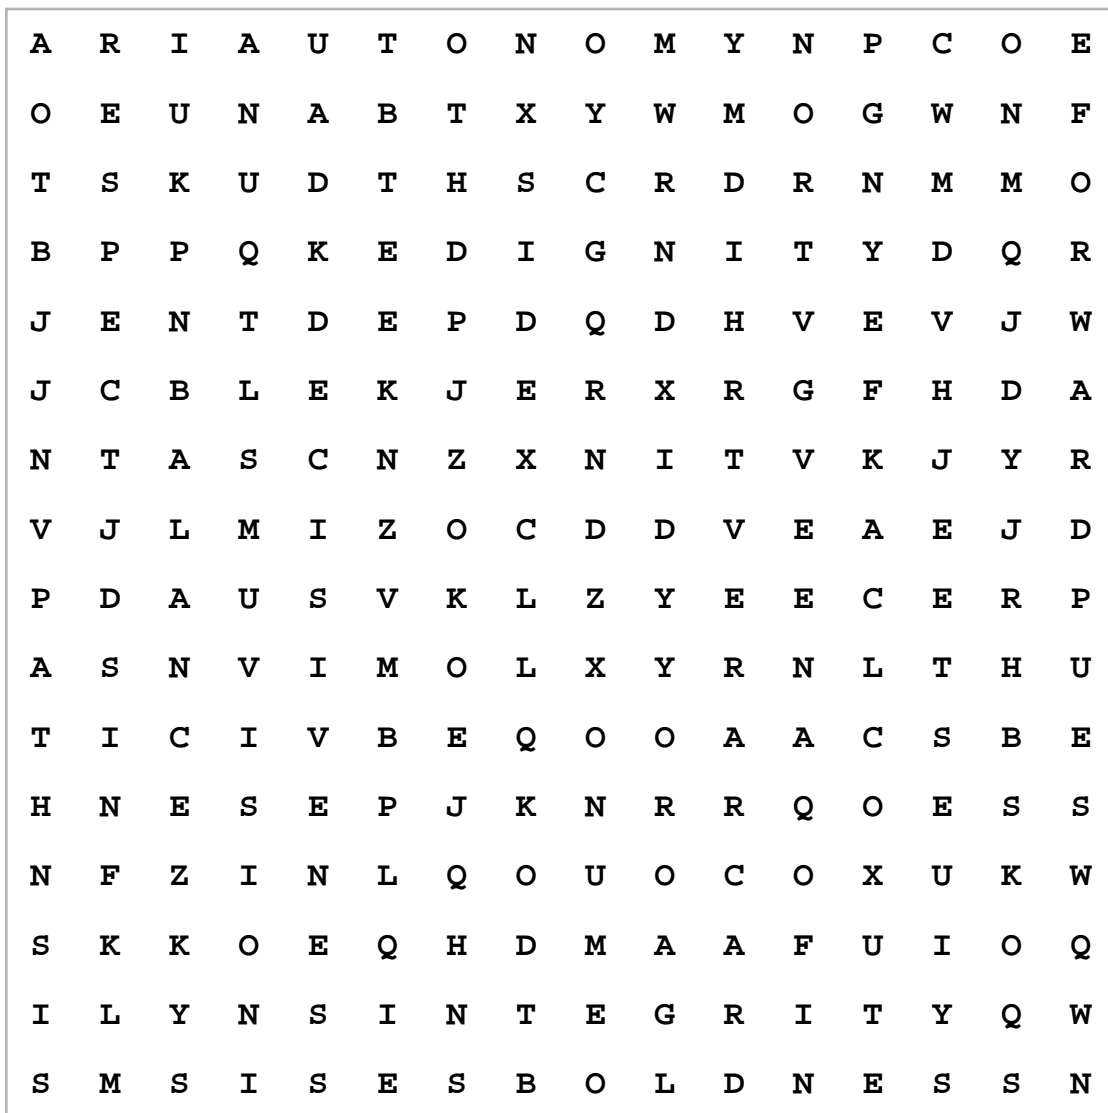 A R I A U T O N O M Y N P C O E
O E U N A B T X Y W M O G W N F
T S K U D T H S C R D R N M M O
B P P Q K E D I G N I T Y D Q R
J E N T D E P D Q D H V E V J W
J C B L E K J E R X R G F H D A
N T A S C N Z X N I T V K J Y R
V J L M I Z O C D D V E A E J D
P D A U S V K L Z Y E E C E R P
A S N V I M O L X Y R N L T H U
T I C I V B E Q O O A A C S B E
H N E S E P J K N R R Q O E S S
N F Z I N L Q O U O C O X U K W
S K K O E Q H D M A A F U I O Q
I L Y N S I N T E G R I T Y Q W
S M S I S E S B O L D N E S S N